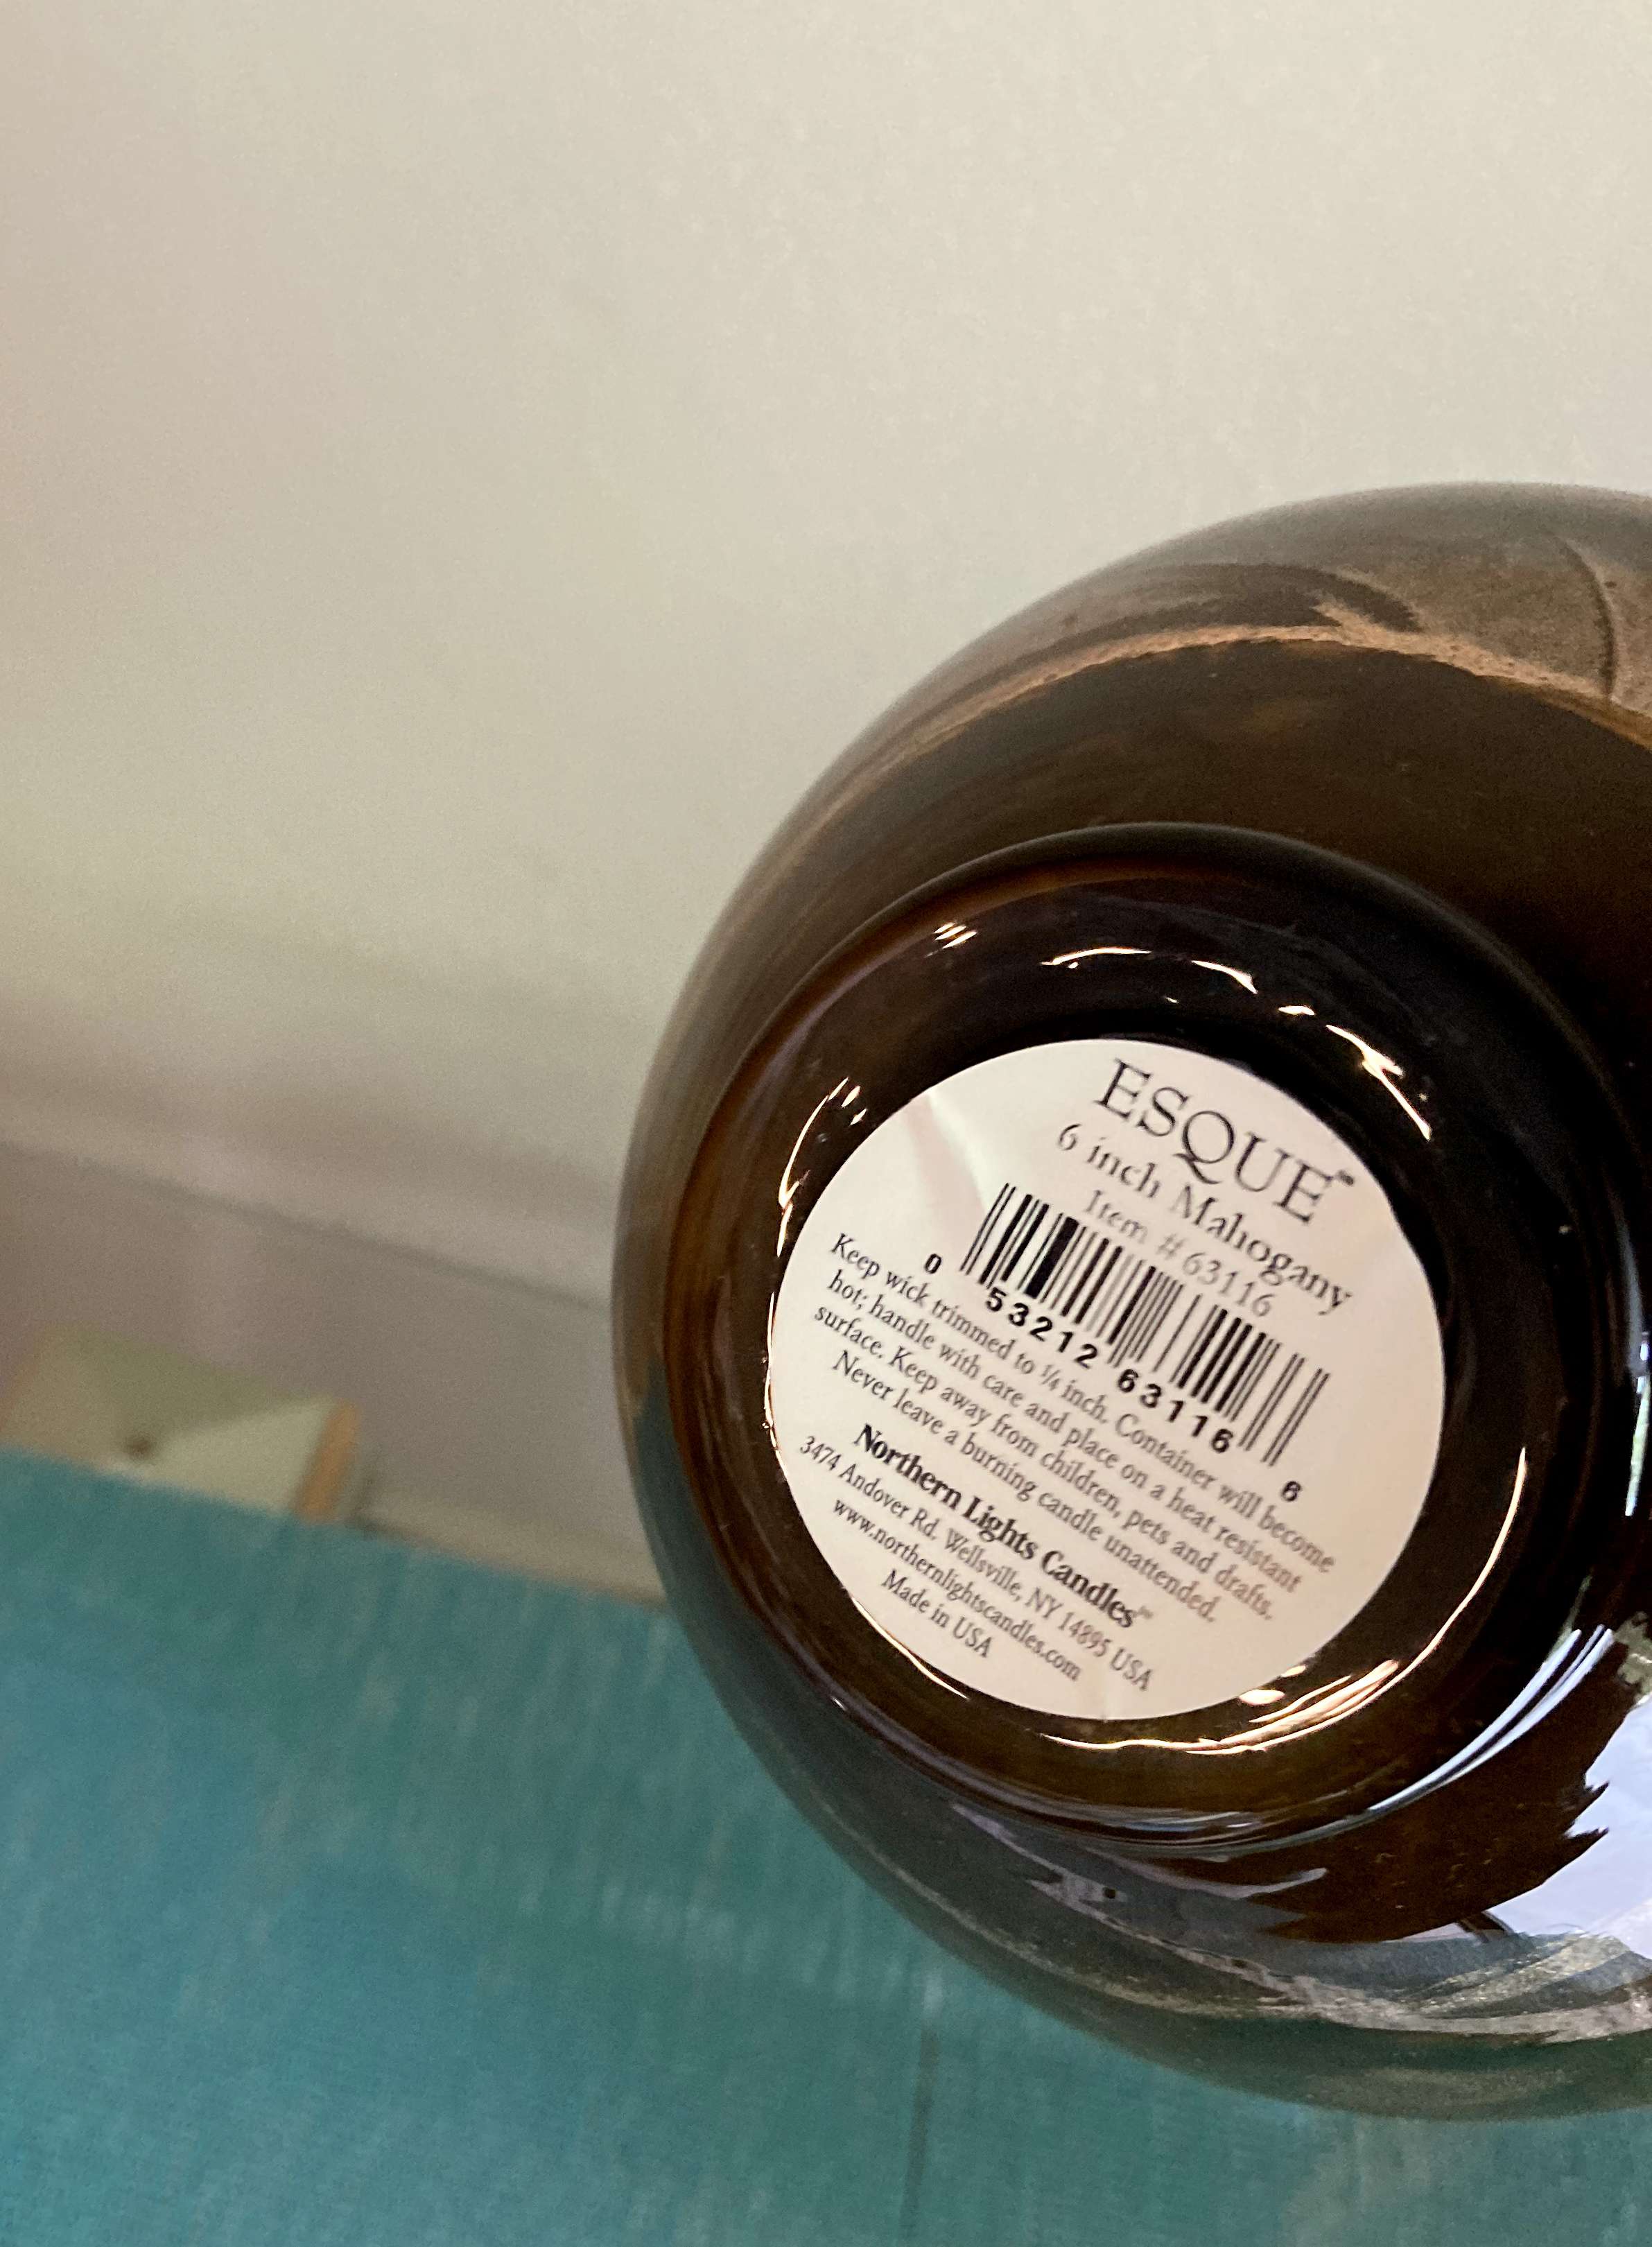 ESQUE™
6 inch Mahogany
Item # 63116
0 53212 63116 6
Keep wick trimmed to ¼ inch. Container will become
hot; handle with care and place on a heat resistant
surface. Keep away from children, pets and drafts.
Never leave a burning candle unattended.
Northern Lights Candles™
3474 Andover Rd. Wellsville, NY 14895 USA
www.northernlightscandles.com
Made in USA